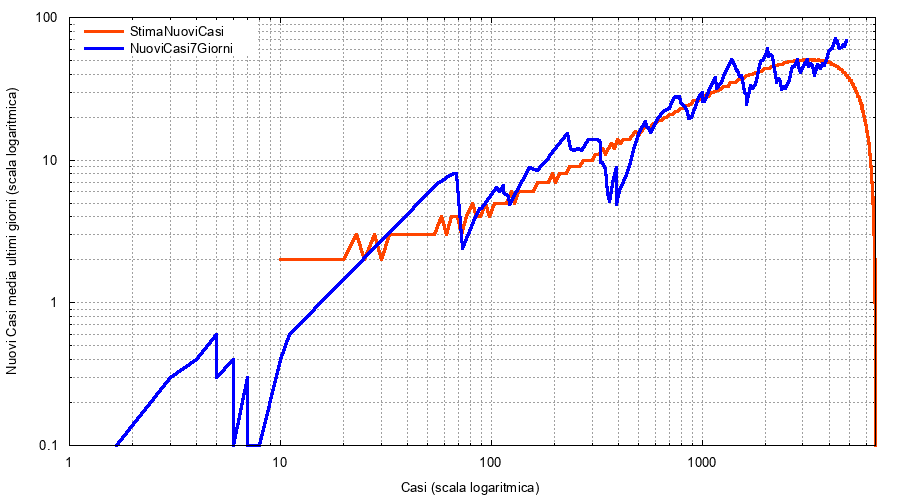 100
StimaNuoviCasi
NuoviCasi7Giorni
10
1
0.1
1
10
100
1000
Nuovi Casi media ultimi giorni (scala logaritmica)
Casi (scala logaritmica)